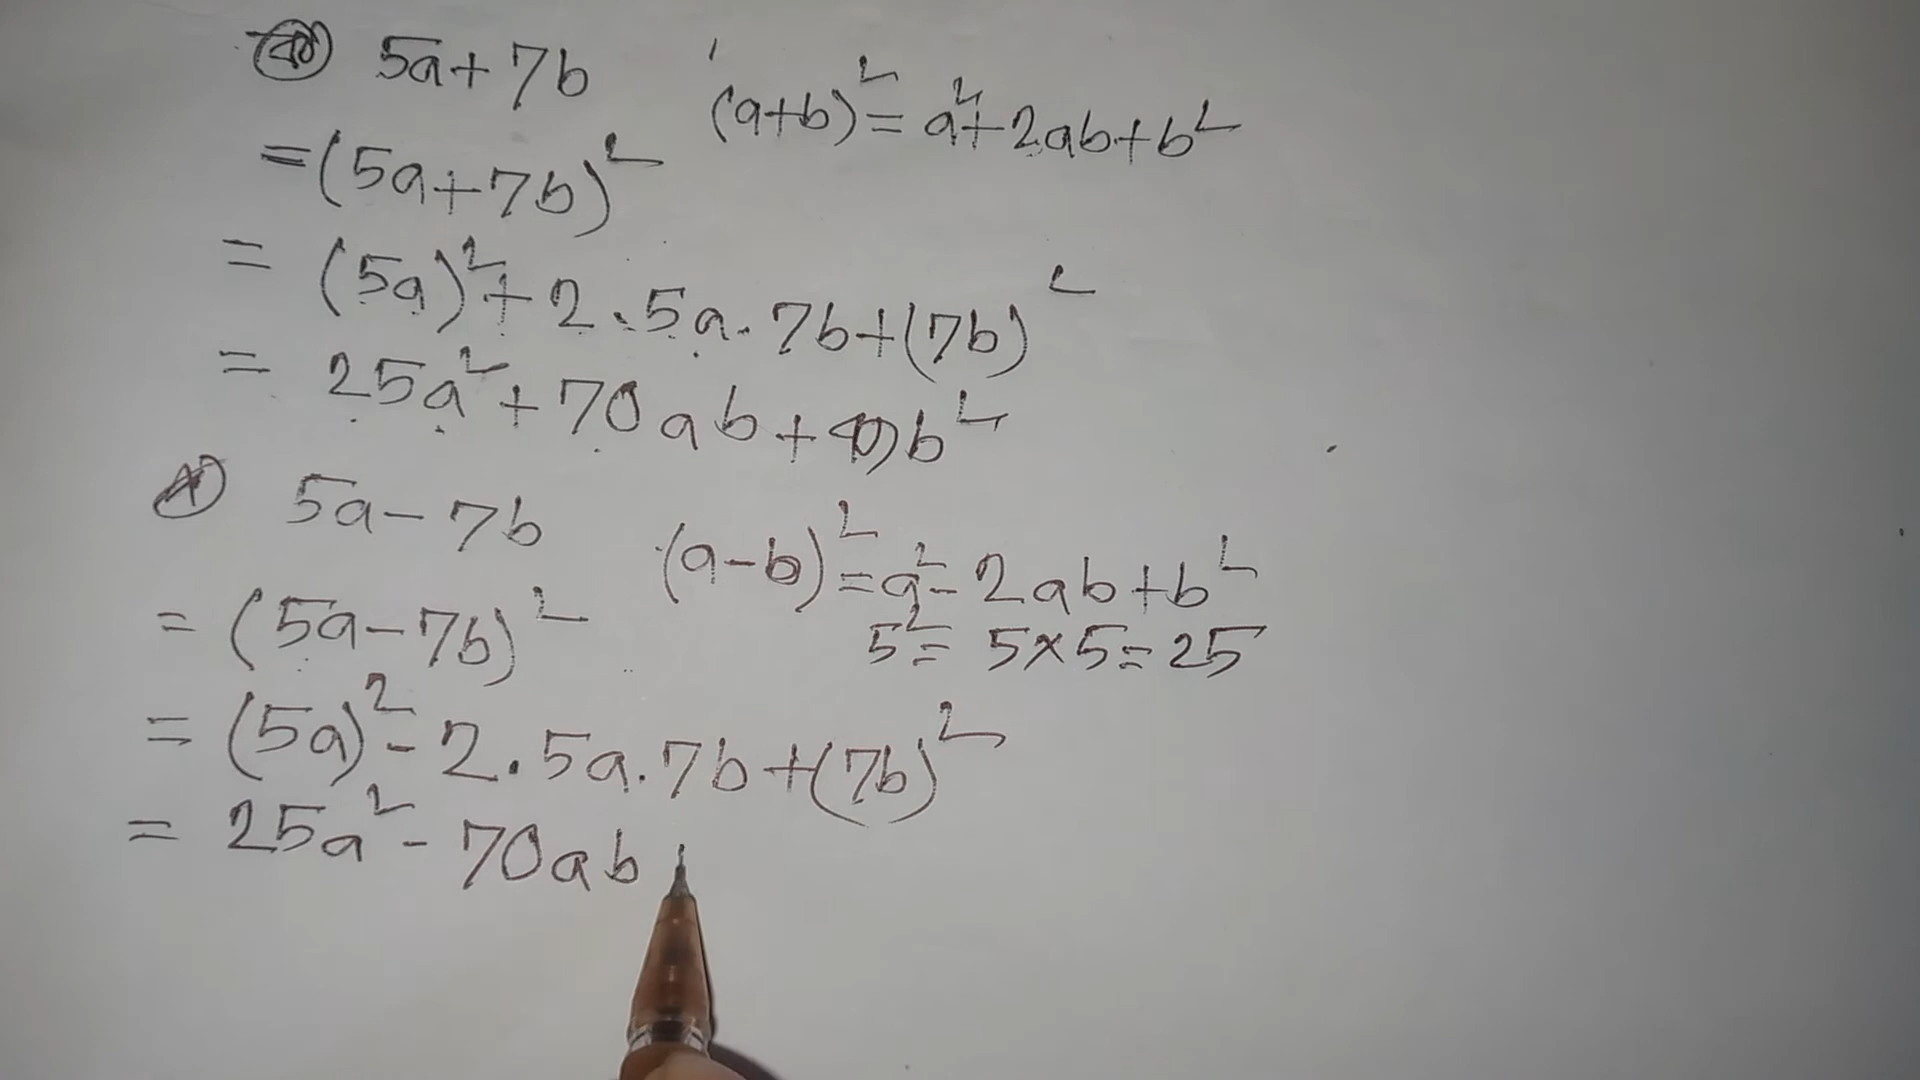 5a+7b
(a+b)²=a²+2ab+b²
=(5a+7b)²
= (5a)²+2.5a.7b+(7b)²
= 25a²+70ab+49b²
5a-7b
(a-b)²=a²-2ab+b²
= (5a-7b)²
5²= 5×5=25
= (5a)²-2.5a.7b+(7b)²
= 25a²-70ab